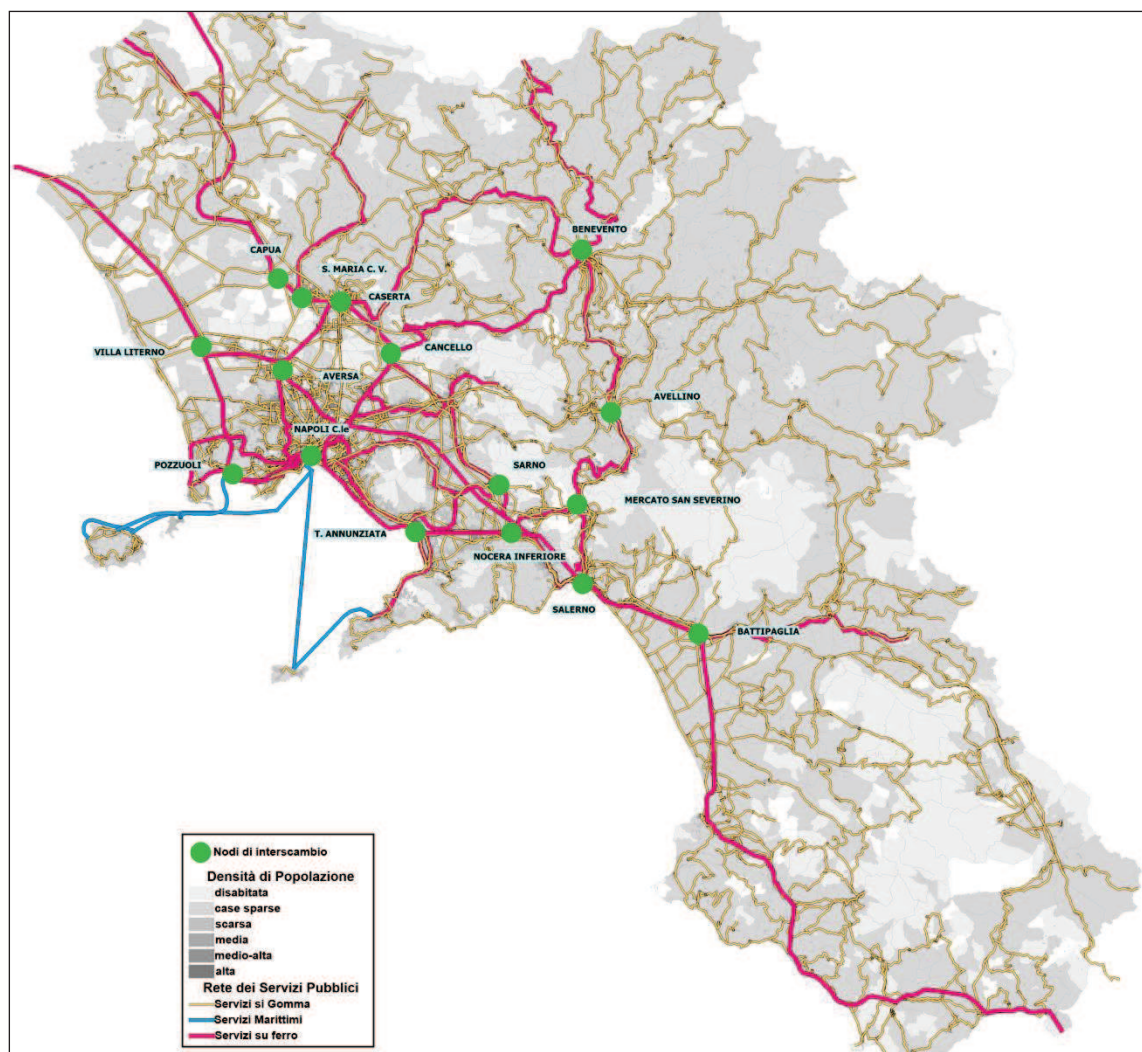 BENEVENTO
CAPUA
S. MARIA C. V.
CASERTA
VILLA LITERNO
CANCELLO
AVERSA
AVELLINO
NAPOLI C.le
POZZUOLI
SARNO
MERCATO SAN SEVERINO
T. ANNUNZIATA
NOCERA INFERIORE
SALERNO
BATTIPAGLIA
Nodi di interscambio
Densità di Popolazione
disabitata
case sparse
scarsa
media
medio-alta
alta
Rete dei Servizi Pubblici
Servizi si Gomma
Servizi Marittimi
Servizi su ferro